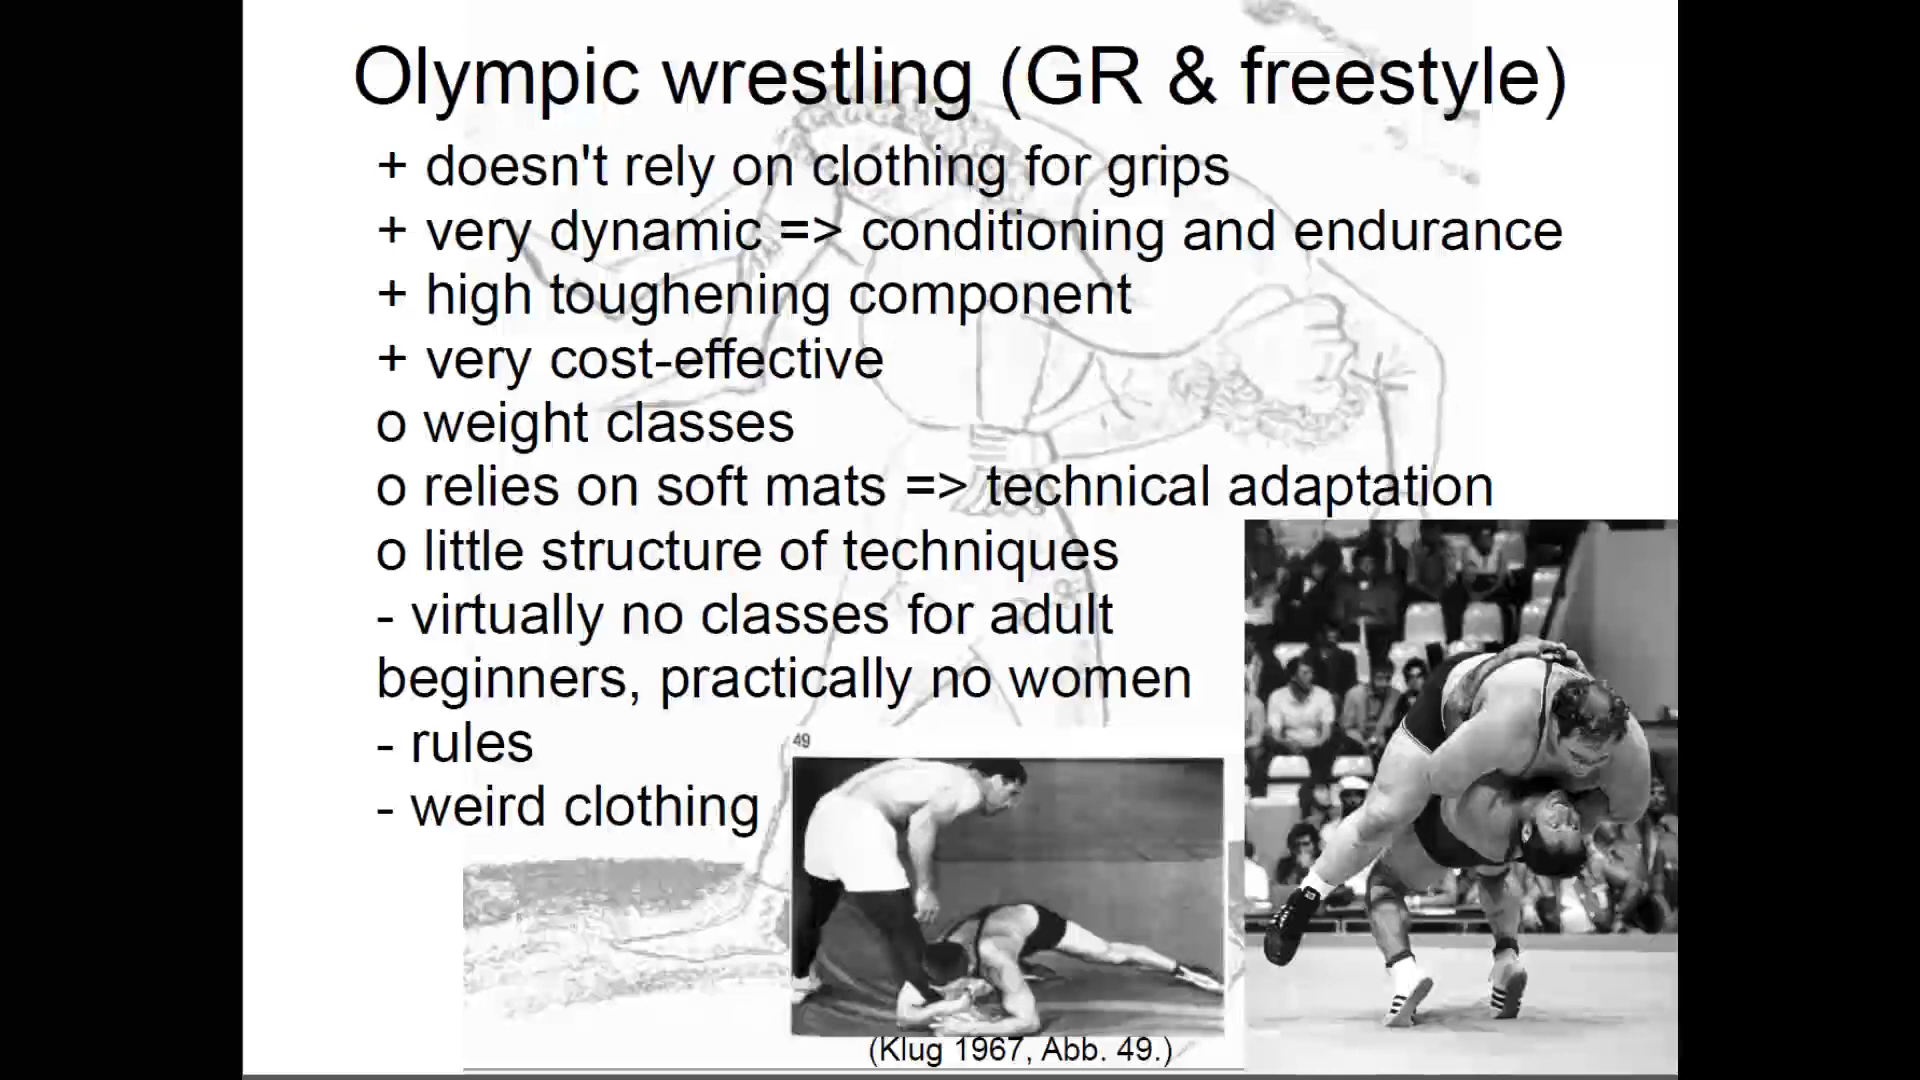 Olympic wrestling (GR & freestyle)
+ doesn't rely on clothing for grips
+ very dynamic => conditioning and endurance
+ high toughening component
+ very cost-effective
o weight classes
o relies on soft mats => technical adaptation
o little structure of techniques
- virtually no classes for adult
beginners, practically no women
- rules
- weird clothing
49
(Klug 1967, Abb. 49.)